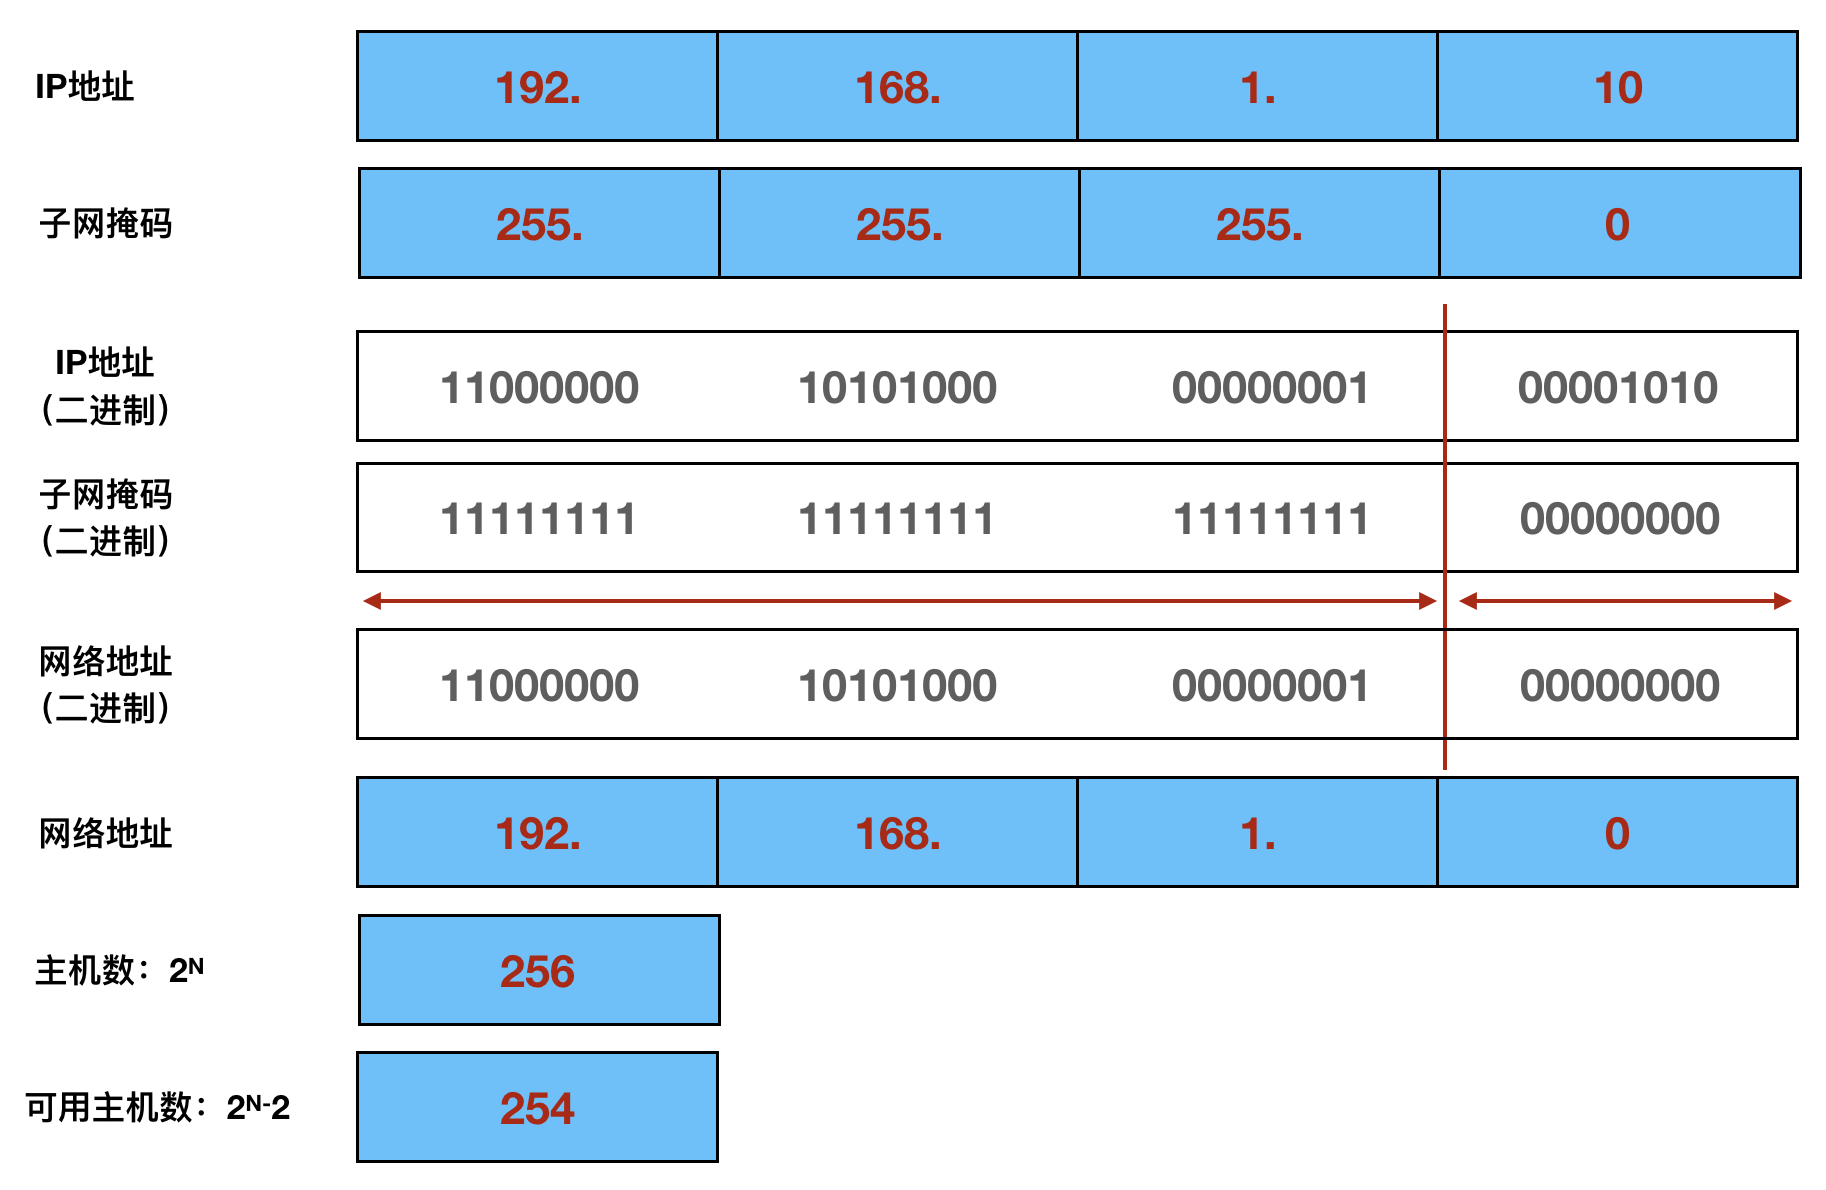 IP地址 192. 168. 1. 10
子网掩码 255. 255. 255. 0
IP地址
（二进制） 11000000 10101000 00000001 00001010
子网掩码
（二进制） 11111111 11111111 11111111 00000000
网络地址
（二进制） 11000000 10101000 00000001 00000000
网络地址 192. 168. 1. 0
主机数：2ᴺ 256
可用主机数：2ᴺ⁻2 254